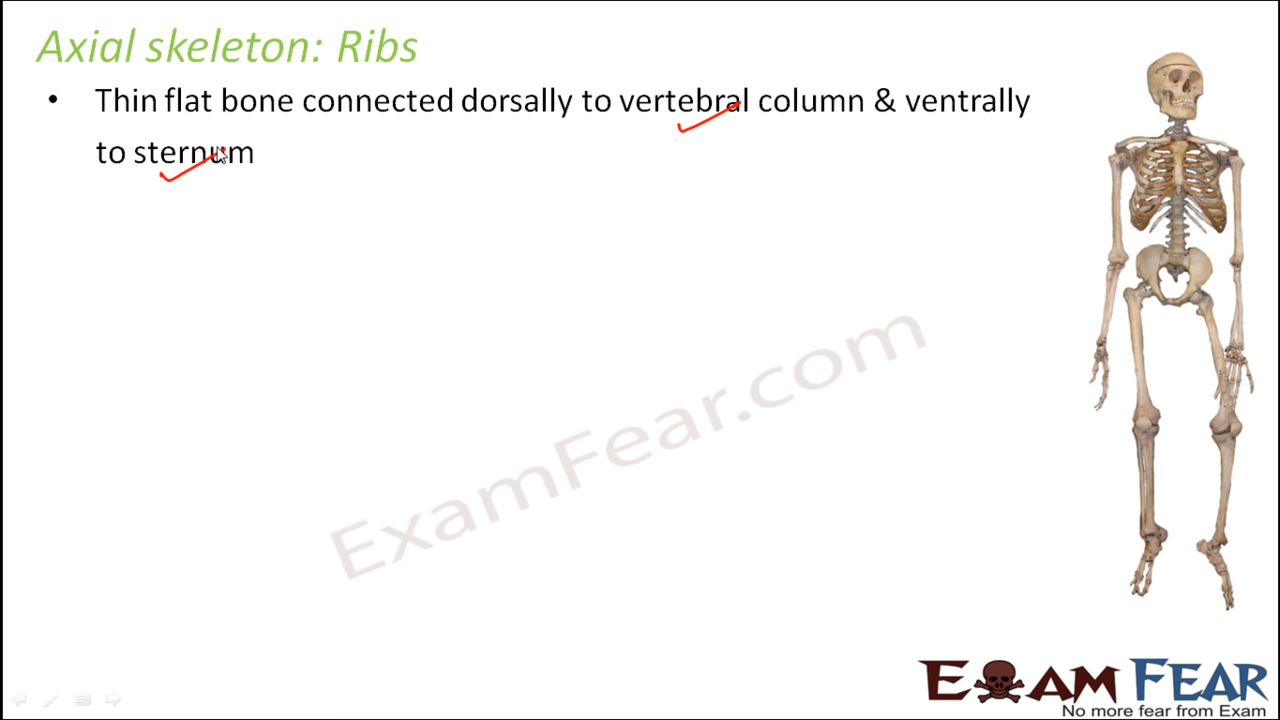 Axial skeleton: Ribs
• Thin flat bone connected dorsally to vertebral column & ventrally
to sternum
ExamFear.com
EXAM FEAR
No more fear from Exam